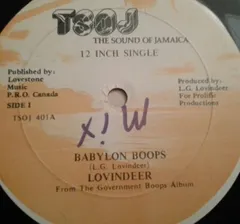 TSOJ
THE SOUND OF JAMAICA
12 INCH SINGLE
Published by:
Lovestone
Music
P.R.O. Canada
SIDE I
TSOJ 401A
Produced by:
L.G. Lovindeer
For Prolific
Productions
BABYLON BOOPS
(L.G. Lovindeer)
LOVINDEER
From The Government Boops Album